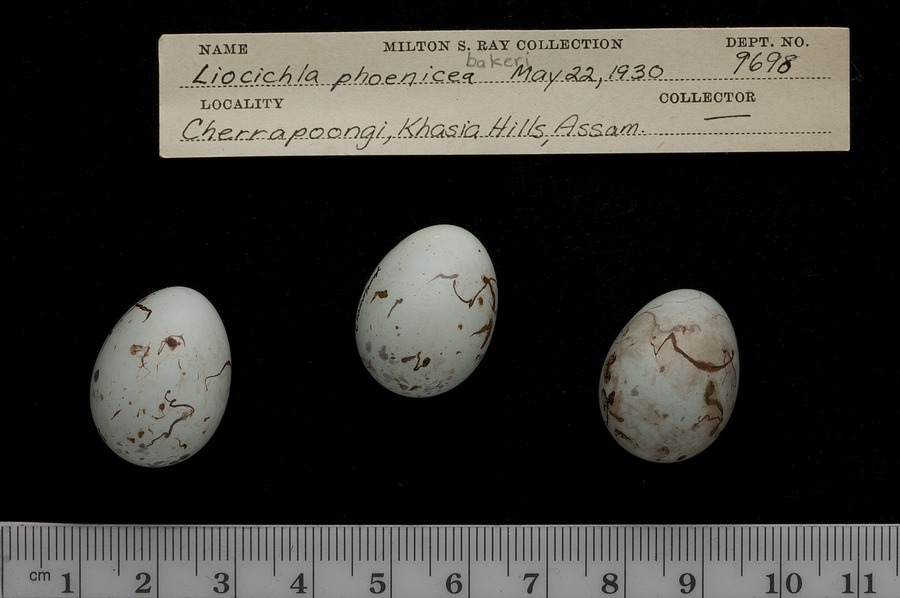 NAME MILTON S. RAY COLLECTION DEPT. NO.
bakeri
Liocichla phoenicea May 22, 1930 9698
LOCALITY COLLECTOR
Cherrapoongi, Khasia Hills, Assam. —
cm 1 2 3 4 5 6 7 8 9 10 11